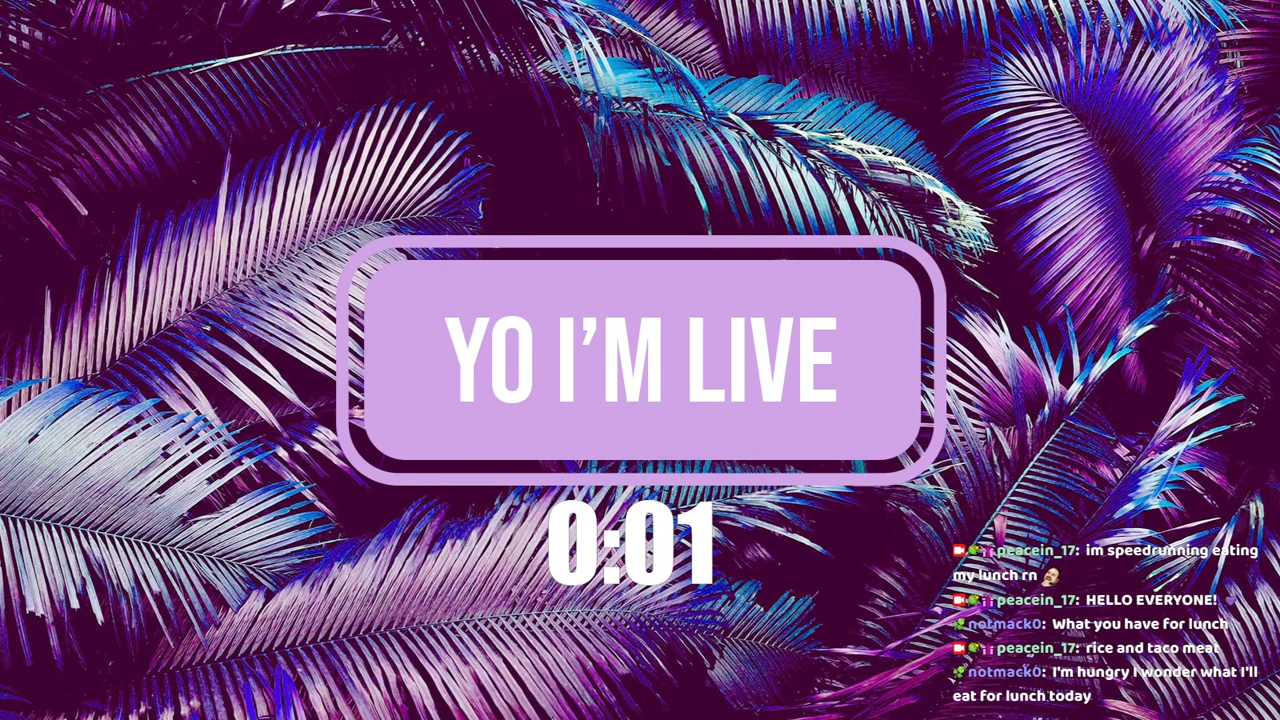 YO I’M LIVE
0:01
peacein_17: im speedrunning eating
my lunch rn
peacein_17: HELLO EVERYONE!
notmack0: What you have for lunch
peacein_17: rice and taco meat
notmack0: I'm hungry I wonder what I'll
eat for lunch today